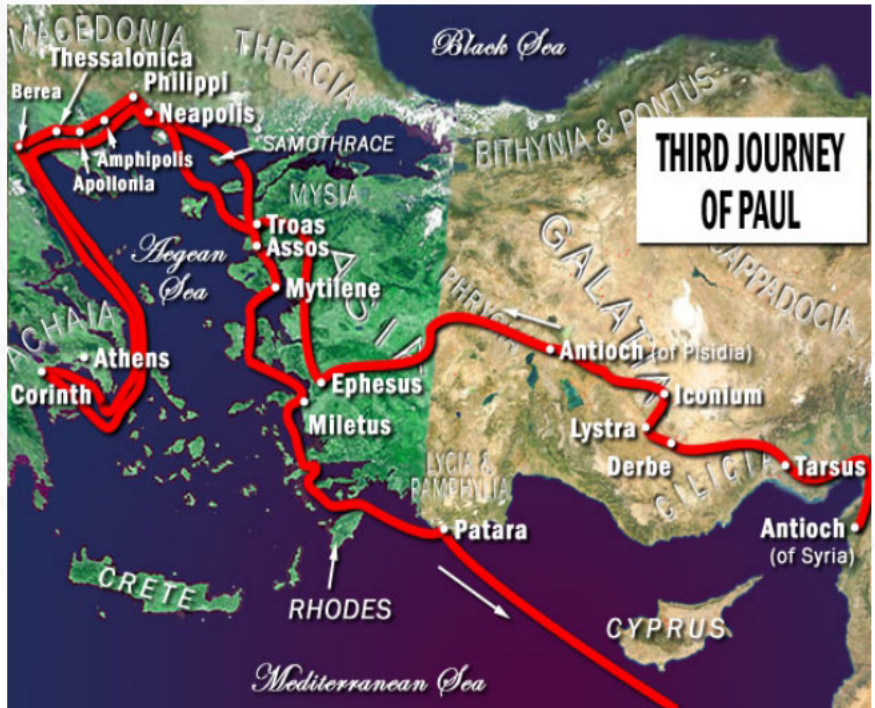 MACEDONIA
Thessalonica
Berea
Philippi
Neapolis
Amphipolis
Apollonia
THRACIA
Black Sea
SAMOTHRACE
BITHYNIA & PONTUS
THIRD JOURNEY
OF PAUL
MYSIA
Troas
Assos
Aegean
Sea
Mytilene
ASIA
PHRYGIA
GALATIA
CAPPADOCIA
ACHAIA
Athens
Corinth
Antioch (of Pisidia)
Ephesus
Iconium
Miletus
Lystra
Derbe
LYCIA &
PAMPHYLIA
CILICIA
Tarsus
Patara
Antioch
(of Syria)
CRETE
RHODES
CYPRUS
Mediterranean Sea